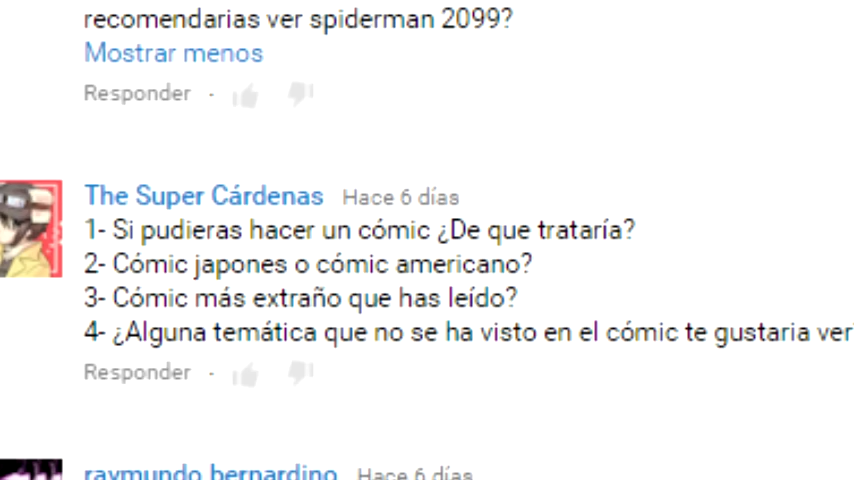 recomendarias ver spiderman 2099?
Mostrar menos
Responder ·
The Super Cárdenas Hace 6 días
1- Si pudieras hacer un cómic ¿De que trataría?
2- Cómic japones o cómic americano?
3- Cómic más extraño que has leído?
4- ¿Alguna temática que no se ha visto en el cómic te gustaria ver
Responder ·
raymundo bernardino Hace 6 días